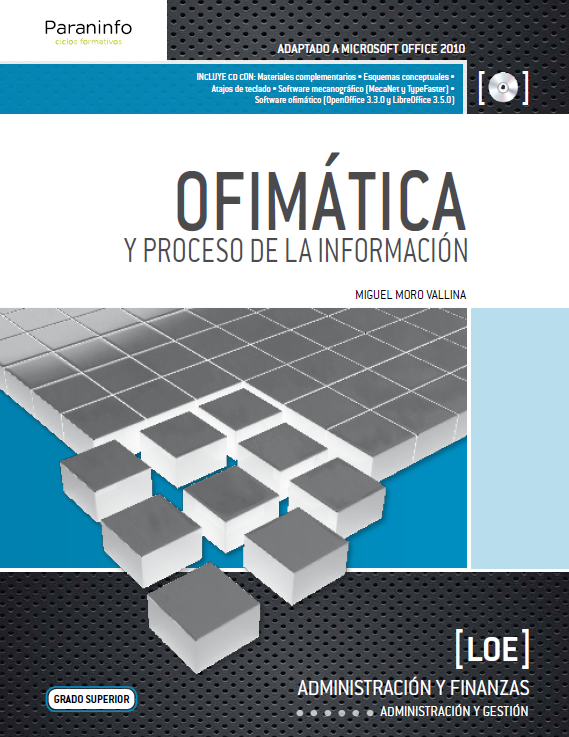 Paraninfo
ciclos formativos
ADAPTADO A MICROSOFT OFFICE 2010
INCLUYE CD CON: Materiales complementarios • Esquemas conceptuales •
Atajos de teclado • Software mecanográfico (MecaNet y TypeFaster) •
Software ofimático (OpenOffice 3.3.0 y LibreOffice 3.5.0)
OFIMÁTICA
Y PROCESO DE LA INFORMACIÓN
MIGUEL MORO VALLINA
[LOE]
ADMINISTRACIÓN Y FINANZAS
GRADO SUPERIOR
ADMINISTRACIÓN Y GESTIÓN